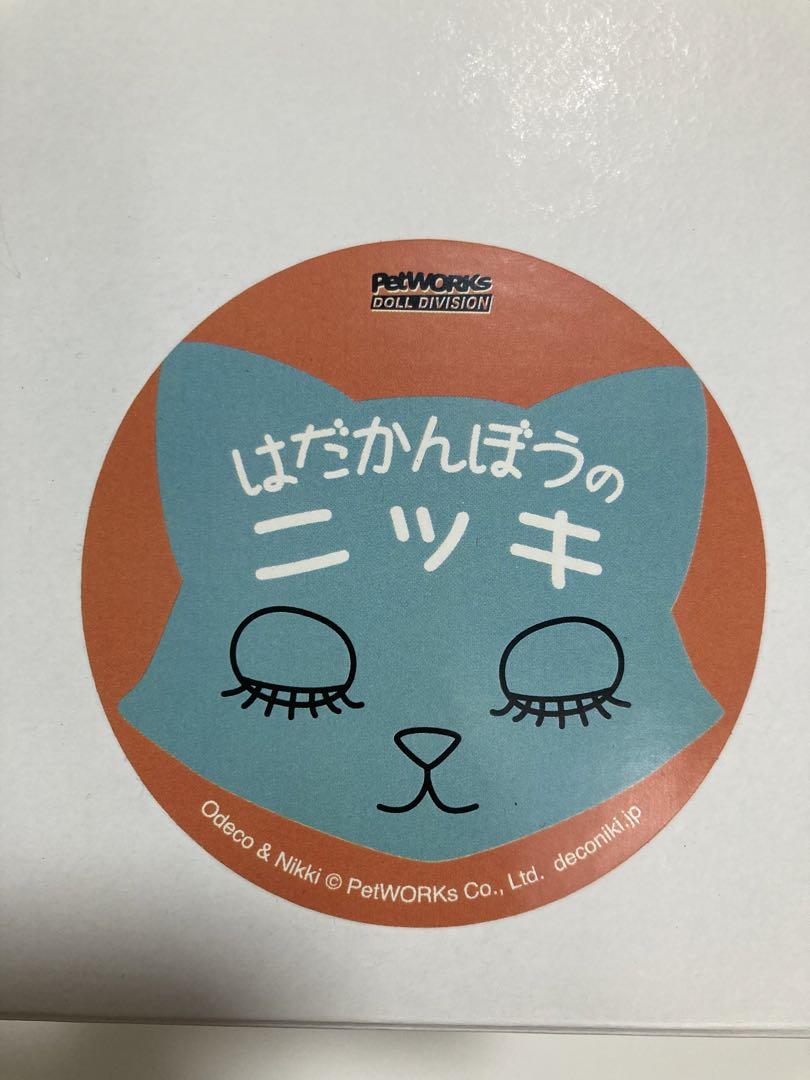 PetWORKs
DOLL DIVISION
はだかんぼうの
ニッキ
Odeco & Nikki © PetWORKs Co., Ltd. deconiki.jp